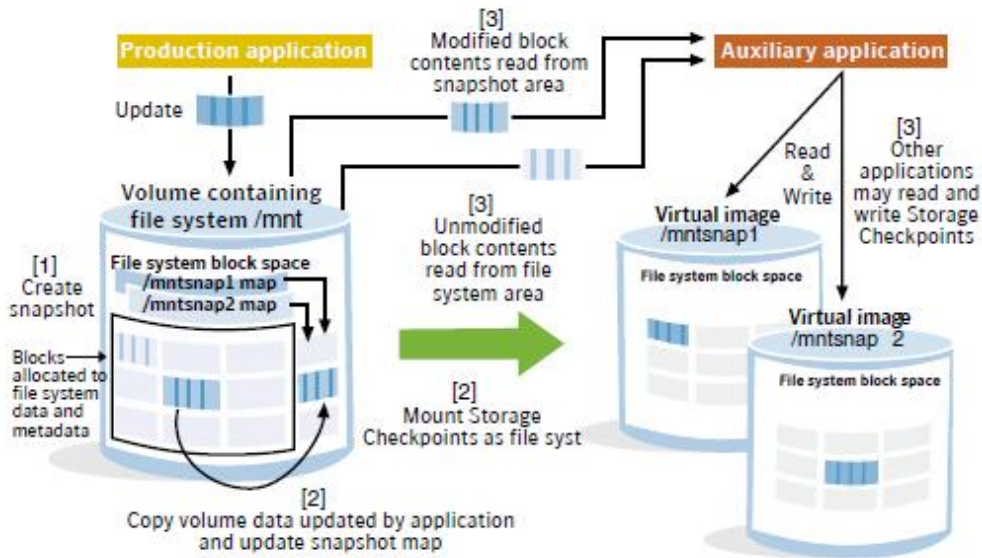 Production application
[3]
Modified block
contents read from
snapshot area
Auxiliary application
Update
Volume containing
file system /mnt
[3]
Unmodified
block contents
read from file
system area
Read
&
Write
[3]
Other
applications
may read and
write Storage
Checkpoints
[1]
Create
snapshot
File system block space
/mntsnap1 map
/mntsnap2 map
Blocks
allocated to
file system
data and
metadata
[2]
Mount Storage
Checkpoints as file syst
[2]
Copy volume data updated by application
and update snapshot map
Virtual image
/mntsnap1
File system block space
Virtual image
/mntsnap 2
File system block space